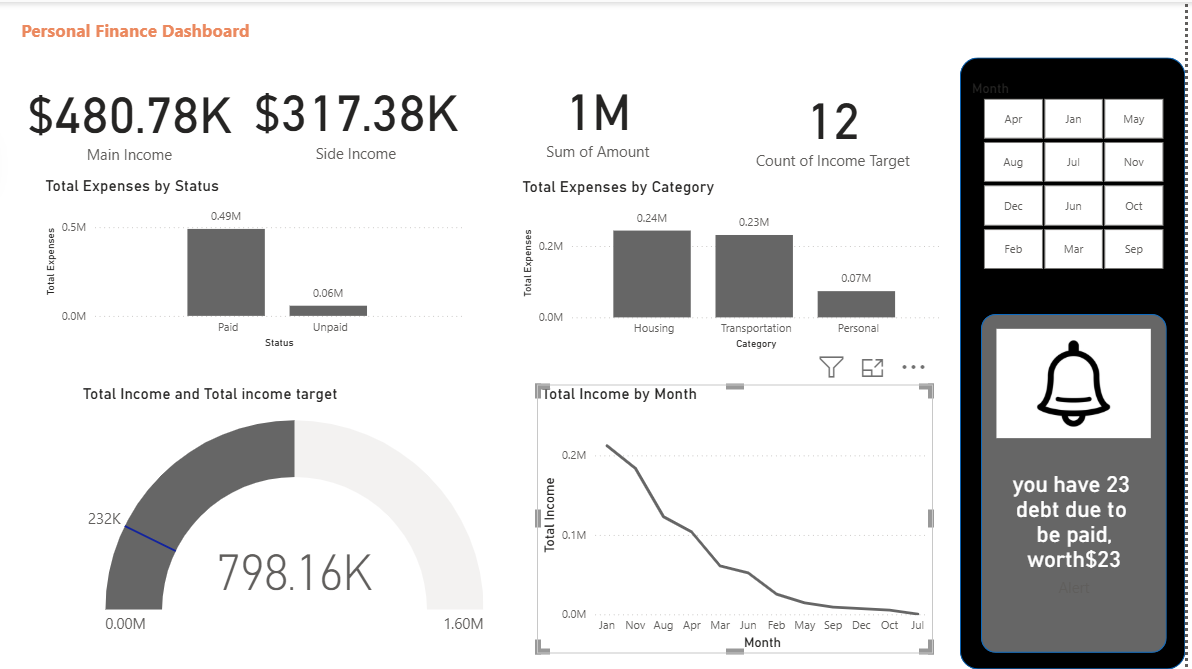 Personal Finance Dashboard
$480.78K
Main Income
$317.38K
Side Income
1M
Sum of Amount
12
Count of Income Target
Total Expenses by Status
Total Expenses
0.5M
0.0M
0.49M
0.06M
Paid
Unpaid
Status
Total Expenses by Category
Total Expenses
0.2M
0.0M
0.24M
0.23M
0.07M
Housing
Transportation
Personal
Category
Total Income and Total income target
232K
798.16K
0.00M
1.60M
Total Income by Month
Total Income
0.2M
0.1M
0.0M
Jan Nov Aug Apr Mar Jun Feb May Sep Dec Oct Jul
Month
Month
Apr Jan May
Aug Jul Nov
Dec Jun Oct
Feb Mar Sep
you have 23
debt due to
be paid,
worth$23
Alert